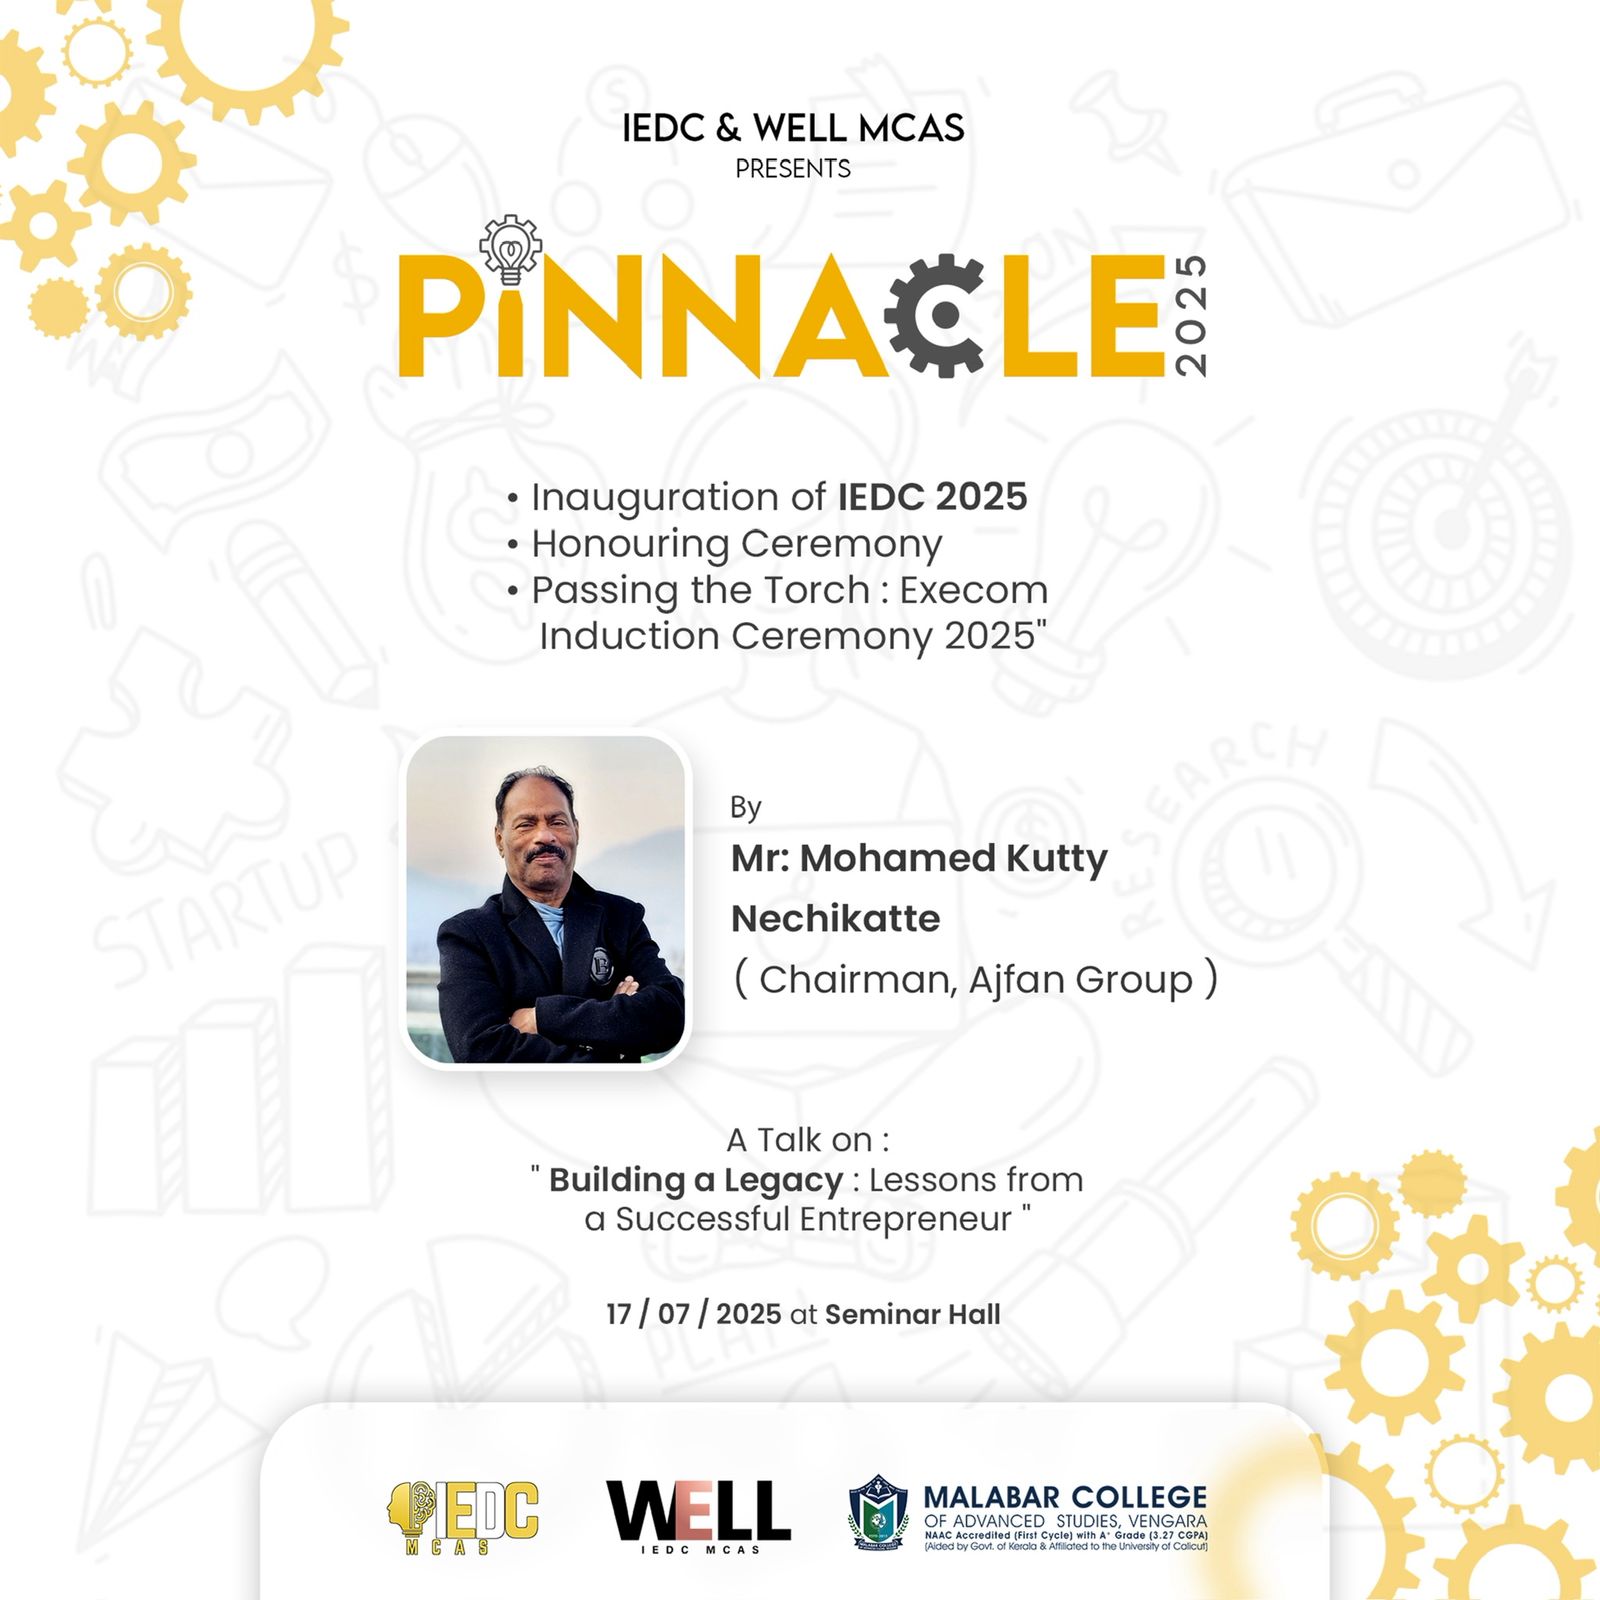 IEDC & WELL MCAS
PRESENTS
PiNNACLE 2025
• Inauguration of IEDC 2025
• Honouring Ceremony
• Passing the Torch : Execom
Induction Ceremony 2025"
By
Mr: Mohamed Kutty
Nechikatte
( Chairman, Ajfan Group )
A Talk on :
" Building a Legacy : Lessons from
a Successful Entrepreneur "
17 / 07 / 2025 at Seminar Hall
STARTUP
RESEARCH
PLAN
IEDC
MCAS
WELL
IEDC MCAS
MALABAR COLLEGE
OF ADVANCED STUDIES, VENGARA
NAAC Accredited (First Cycle) with A+ Grade (3.27 CGPA)
(Aided by Govt. of Kerala & Affiliated to the University of Calicut)